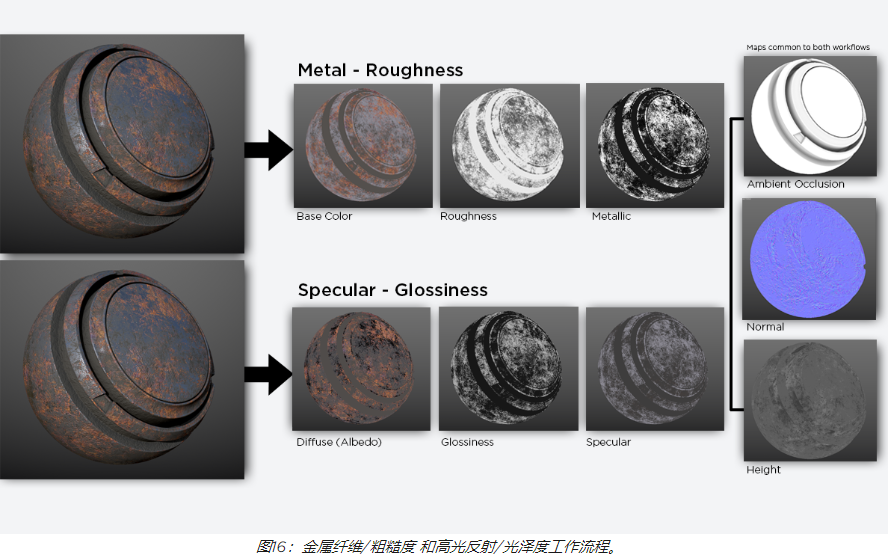 Maps common to both workflows
Metal - Roughness
Base Color
Roughness
Metallic
Ambient Occlusion
Normal
Specular - Glossiness
Diffuse (Albedo)
Glossiness
Specular
Height
图16：金属纤维/粗糙度 和高光反射/光泽度工作流程。